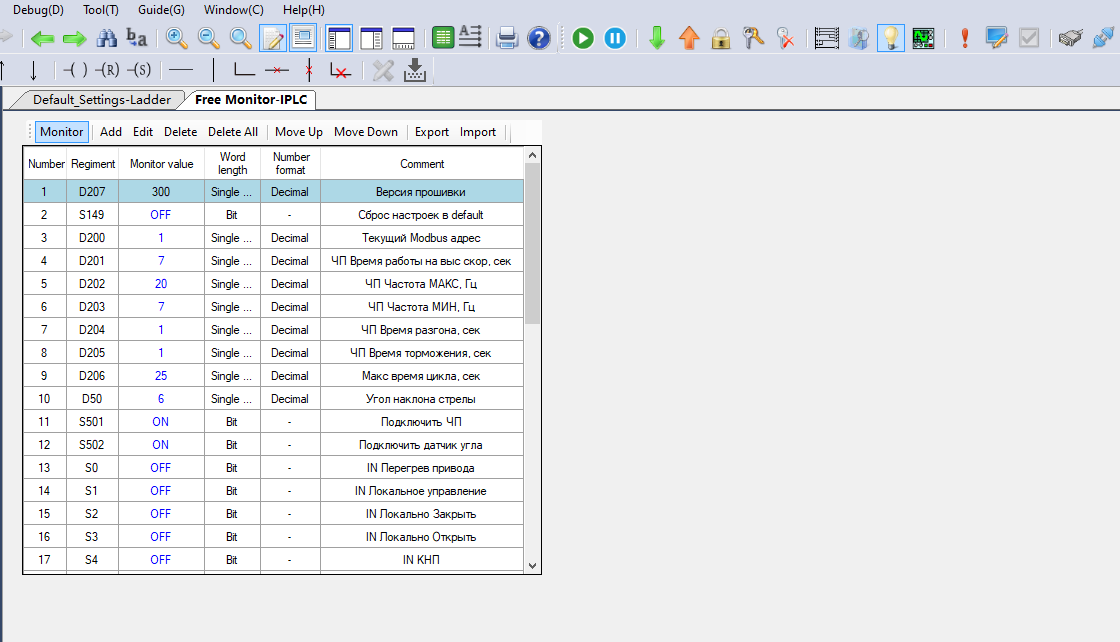 Debug(D) Tool(T) Guide(G) Window(C) Help(H)
b a
( ) (R) (S)
Default_Settings-Ladder Free Monitor-IPLC
Monitor Add Edit Delete Delete All Move Up Move Down Export Import
Number Regiment Monitor value Word length Number format Comment
1 D207 300 Single ... Decimal Версия прошивки
2 S149 OFF Bit - Сброс настроек в default
3 D200 1 Single ... Decimal Текущий Modbus адрес
4 D201 7 Single ... Decimal ЧП Время работы на выс скор, сек
5 D202 20 Single ... Decimal ЧП Частота МАКС, Гц
6 D203 7 Single ... Decimal ЧП Частота МИН, Гц
7 D204 1 Single ... Decimal ЧП Время разгона, сек
8 D205 1 Single ... Decimal ЧП Время торможения, сек
9 D206 25 Single ... Decimal Макс время цикла, сек
10 D50 6 Single ... Decimal Угол наклона стрелы
11 S501 ON Bit - Подключить ЧП
12 S502 ON Bit - Подключить датчик угла
13 S0 OFF Bit - IN Перегрев привода
14 S1 OFF Bit - IN Локальное управление
15 S2 OFF Bit - IN Локально Закрыть
16 S3 OFF Bit - IN Локально Открыть
17 S4 OFF Bit - IN КНП